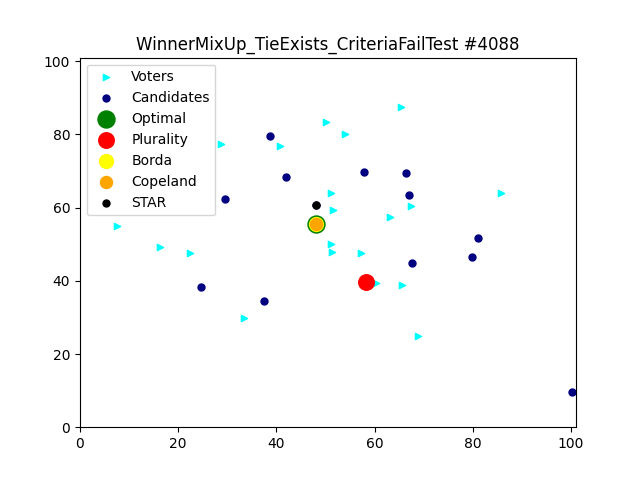 WinnerMixUp_TieExists_CriteriaFailTest #4088
100
80
60
40
20
0
Voters
Candidates
Optimal
Plurality
Borda
Copeland
STAR
0 20 40 60 80 100